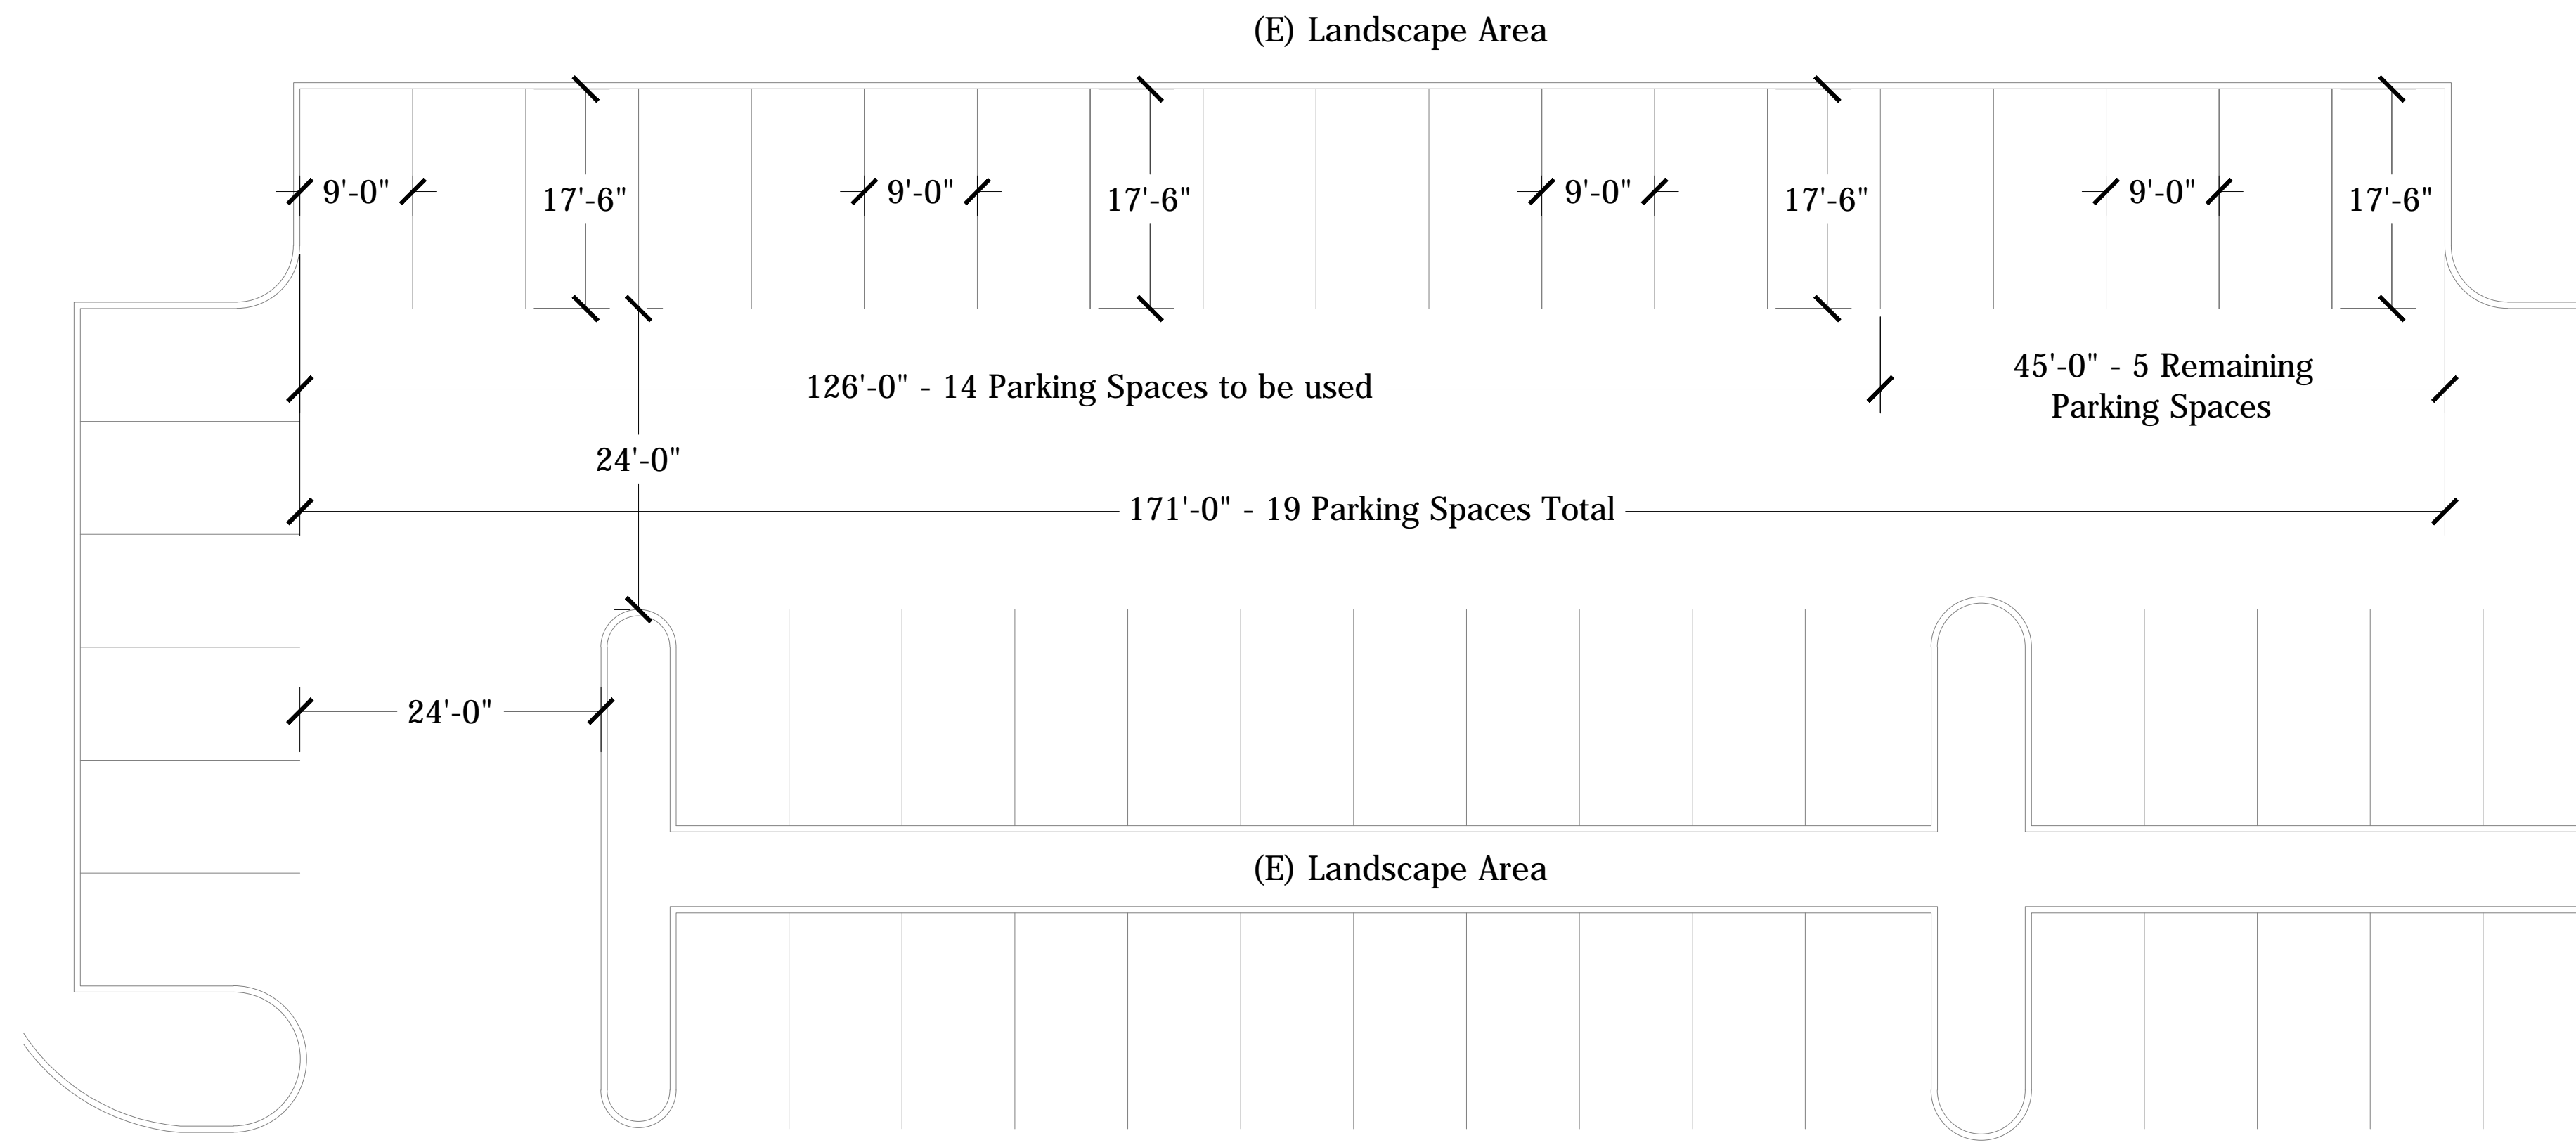 (E) Landscape Area
9'-0"
17'-6"
9'-0"
17'-6"
9'-0"
17'-6"
9'-0"
17'-6"
126'-0" - 14 Parking Spaces to be used
45'-0" - 5 Remaining
Parking Spaces
24'-0"
171'-0" - 19 Parking Spaces Total
24'-0"
(E) Landscape Area